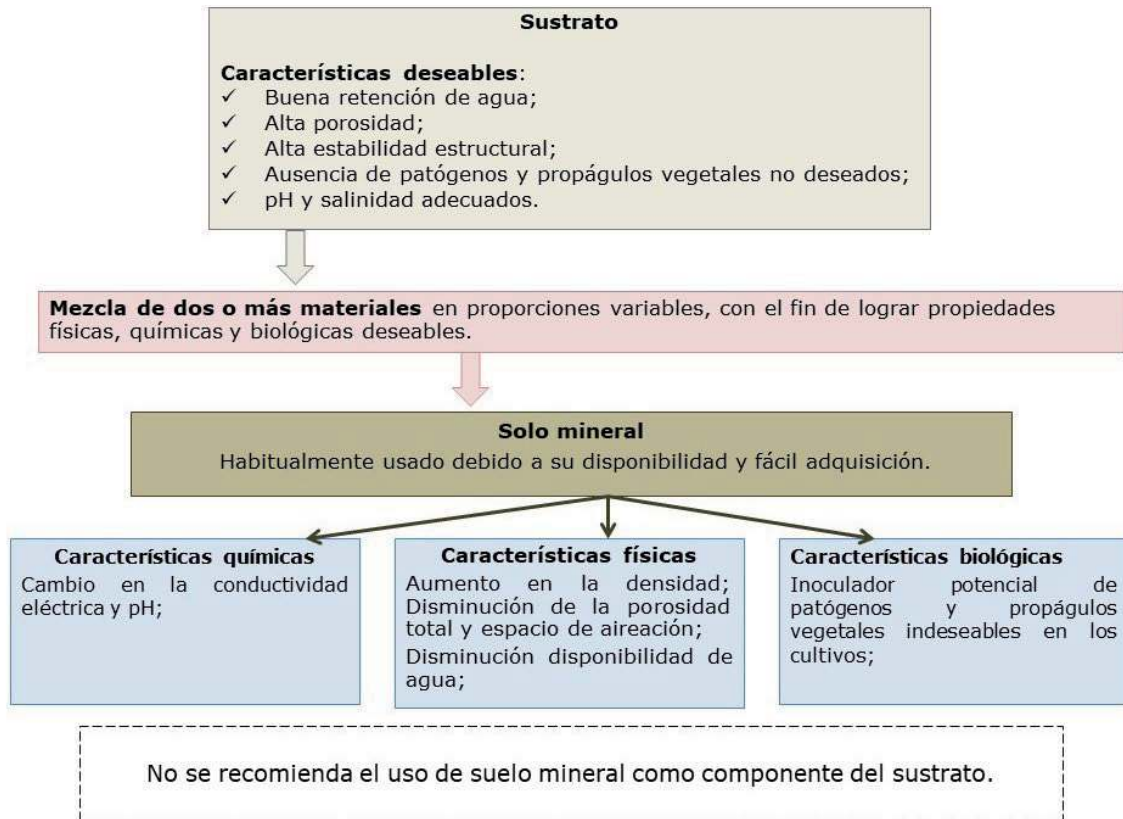 Sustrato
Características deseables:
✓ Buena retención de agua;
✓ Alta porosidad;
✓ Alta estabilidad estructural;
✓ Ausencia de patógenos y propágulos vegetales no deseados;
✓ pH y salinidad adecuados.
Mezcla de dos o más materiales en proporciones variables, con el fin de lograr propiedades
físicas, químicas y biológicas deseables.
Solo mineral
Habitualmente usado debido a su disponibilidad y fácil adquisición.
Características químicas
Cambio en la conductividad
eléctrica y pH;
Características físicas
Aumento en la densidad;
Disminución de la porosidad
total y espacio de aireación;
Disminución disponibilidad de
agua;
Características biológicas
Inoculador potencial de
patógenos y propágulos
vegetales indeseables en los
cultivos;
No se recomienda el uso de suelo mineral como componente del sustrato.